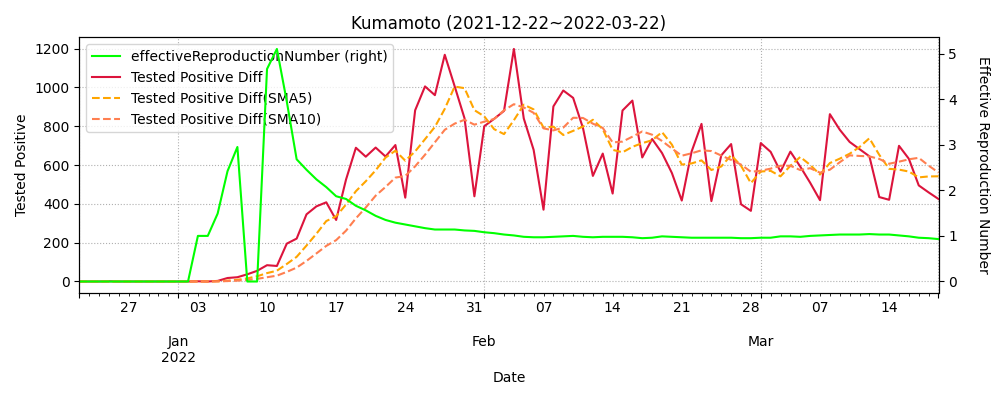 Kumamoto (2021-12-22~2022-03-22)
effectiveReproductionNumber (right)
Tested Positive Diff
Tested Positive Diff(SMA5)
Tested Positive Diff(SMA10)
Tested Positive
1200
1000
800
600
400
200
0
5
4
3
2
1
0
Effective Reproduction Number
27 03 10 17 24 31 07 14 21 28 07 14
Jan Feb Mar
2022
Date